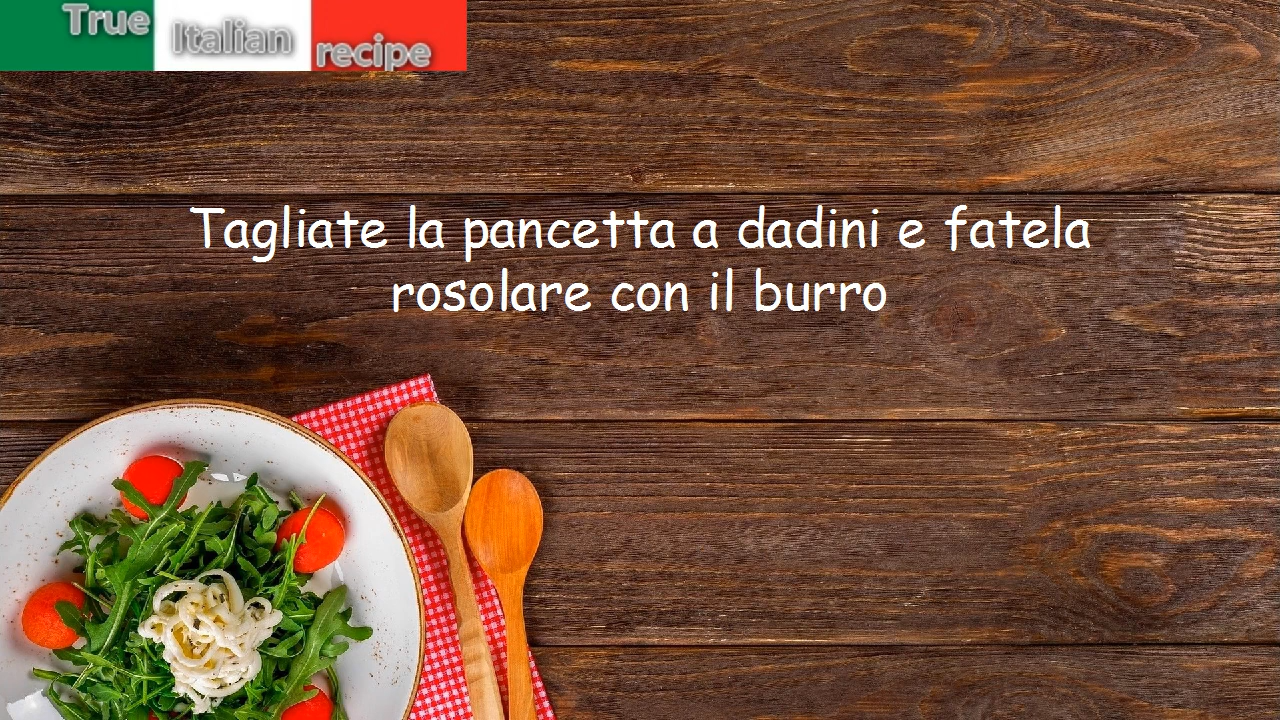 True Italian recipe
Tagliate la pancetta a dadini e fatela
rosolare con il burro